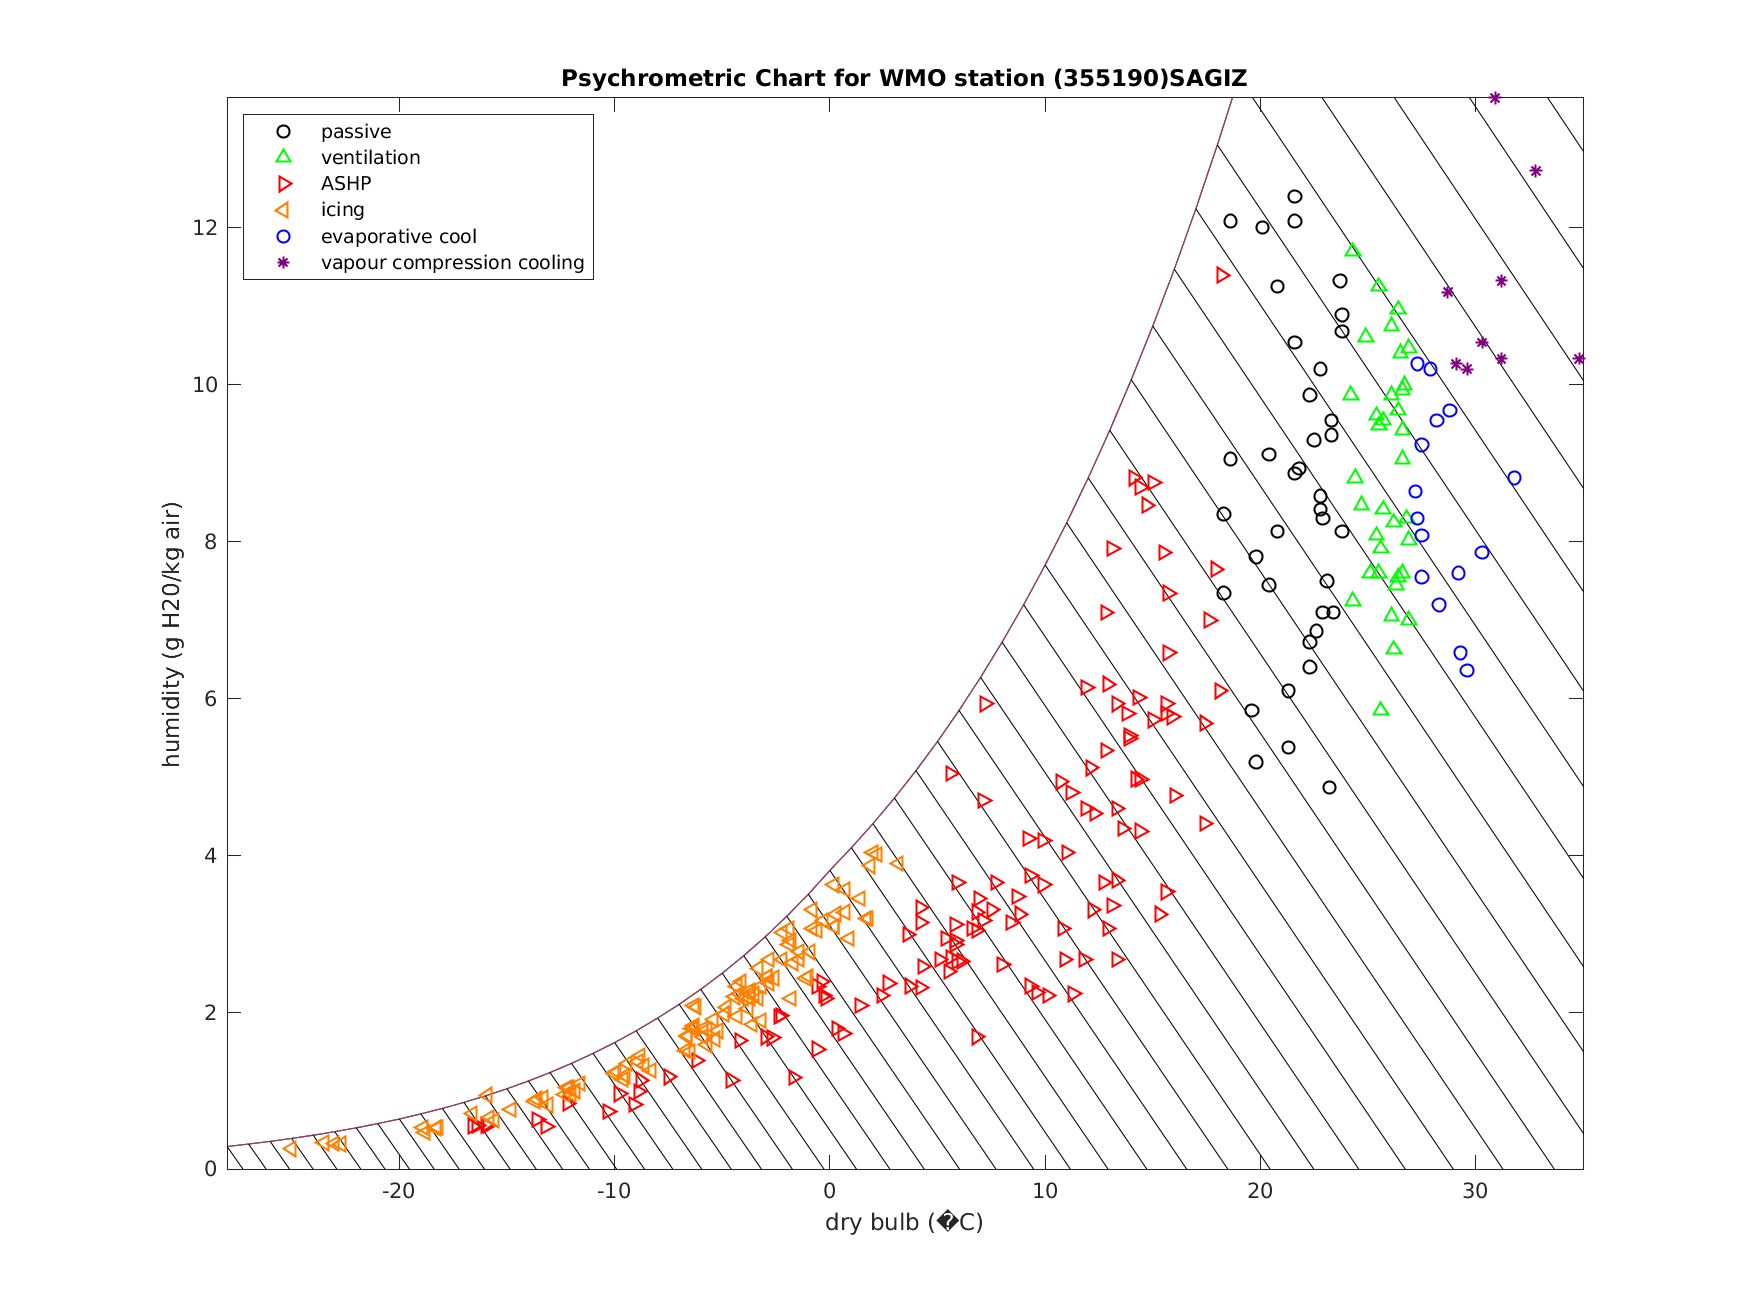 Psychrometric Chart for WMO station (355190)SAGIZ
passive
ventilation
ASHP
icing
evaporative cool
vapour compression cooling
humidity (g H20/kg air)
12
10
8
6
4
2
0
-20 -10 0 10 20 30
dry bulb (�C)